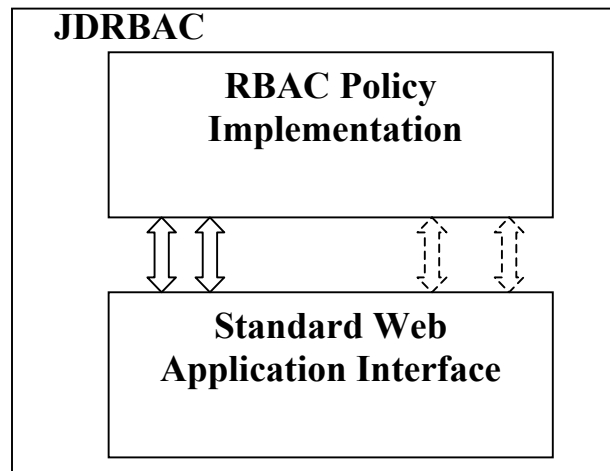 JDRBAC
RBAC Policy
Implementation
Standard Web
Application Interface